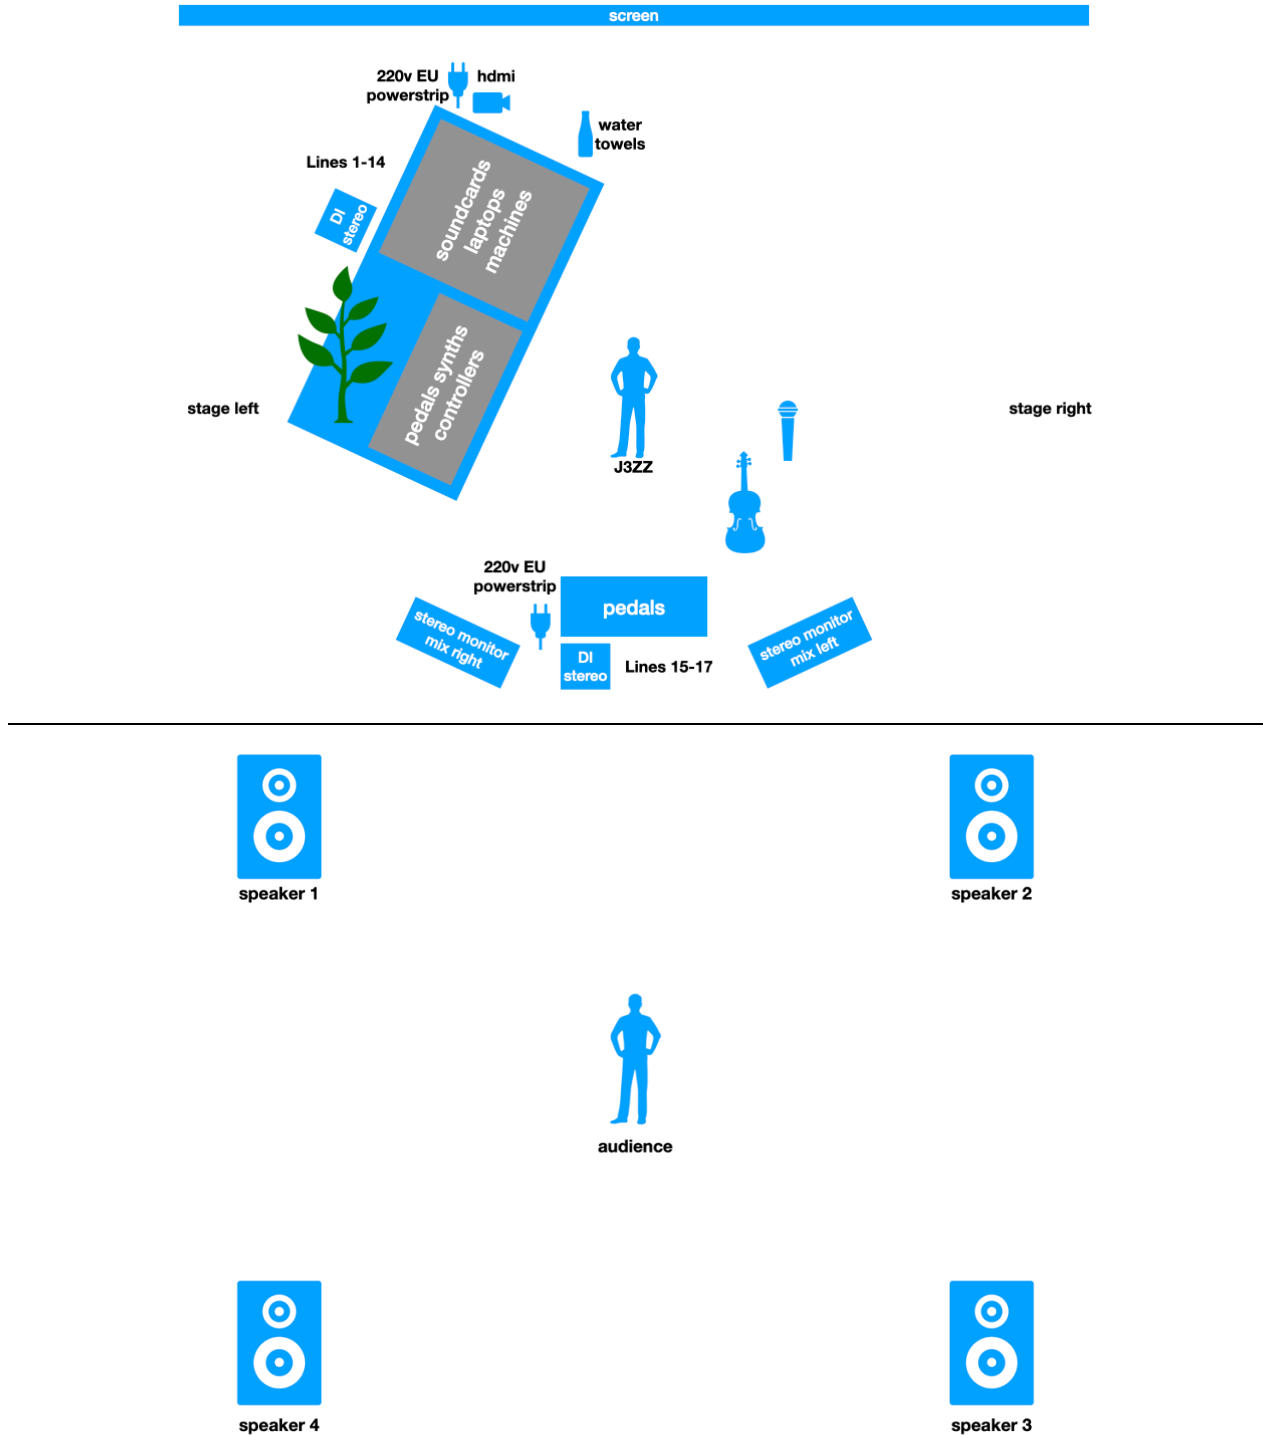 screen
220v EU
powerstrip
hdmi
water
towels
Lines 1-14
DI
stereo
soundcards
laptops
machines
pedals synths
controllers
stage left
stage right
J3ZZ
220v EU
powerstrip
pedals
stereo monitor
mix right
DI
stereo
Lines 15-17
stereo monitor
mix left
speaker 1
speaker 2
audience
speaker 4
speaker 3